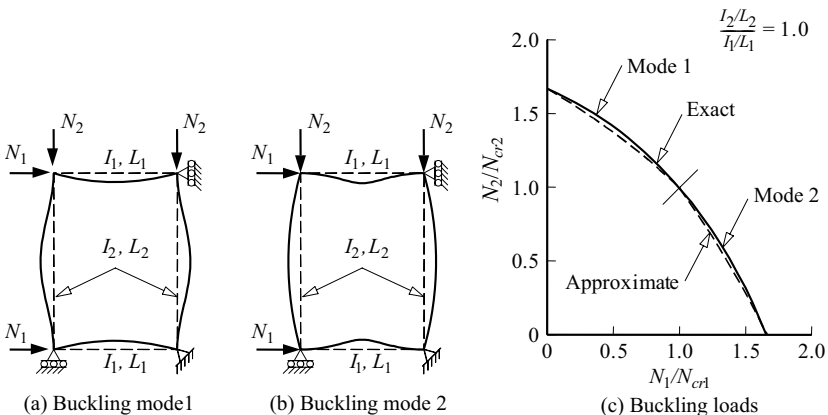 N2 N2
N1 I1, L1
I2, L2
N1
I1, L1
(a) Buckling mode1
N2 N2
N1 I1, L1
I2, L2
N1
I1, L1
(b) Buckling mode 2
I2/L2
I1/L1
= 1.0
2.0
1.5
1.0
0.5
0
N2/Ncr2
Mode 1
Exact
Mode 2
Approximate
0 0.5 1.0 1.5 2.0
N1/Ncr1
(c) Buckling loads